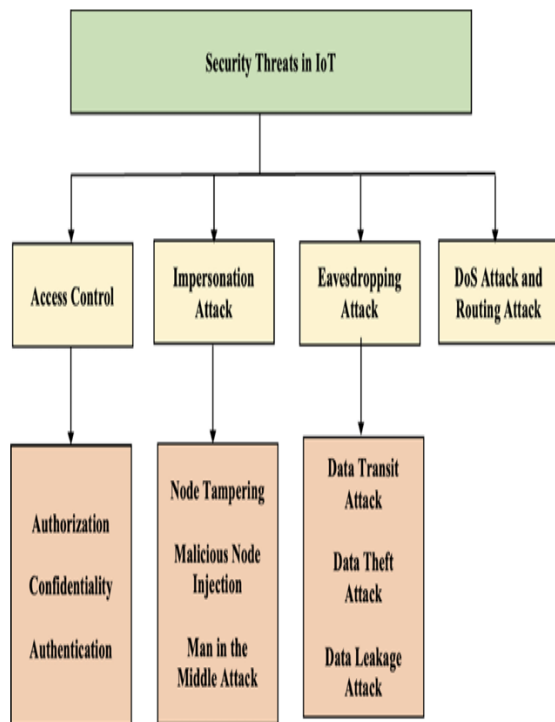 Security Threats in IoT
Access Control
Impersonation
Attack
Eavesdropping
Attack
DoS Attack and
Routing Attack
Authorization
Confidentiality
Authentication
Node Tampering
Malicious Node
Injection
Man in the
Middle Attack
Data Transit
Attack
Data Theft
Attack
Data Leakage
Attack